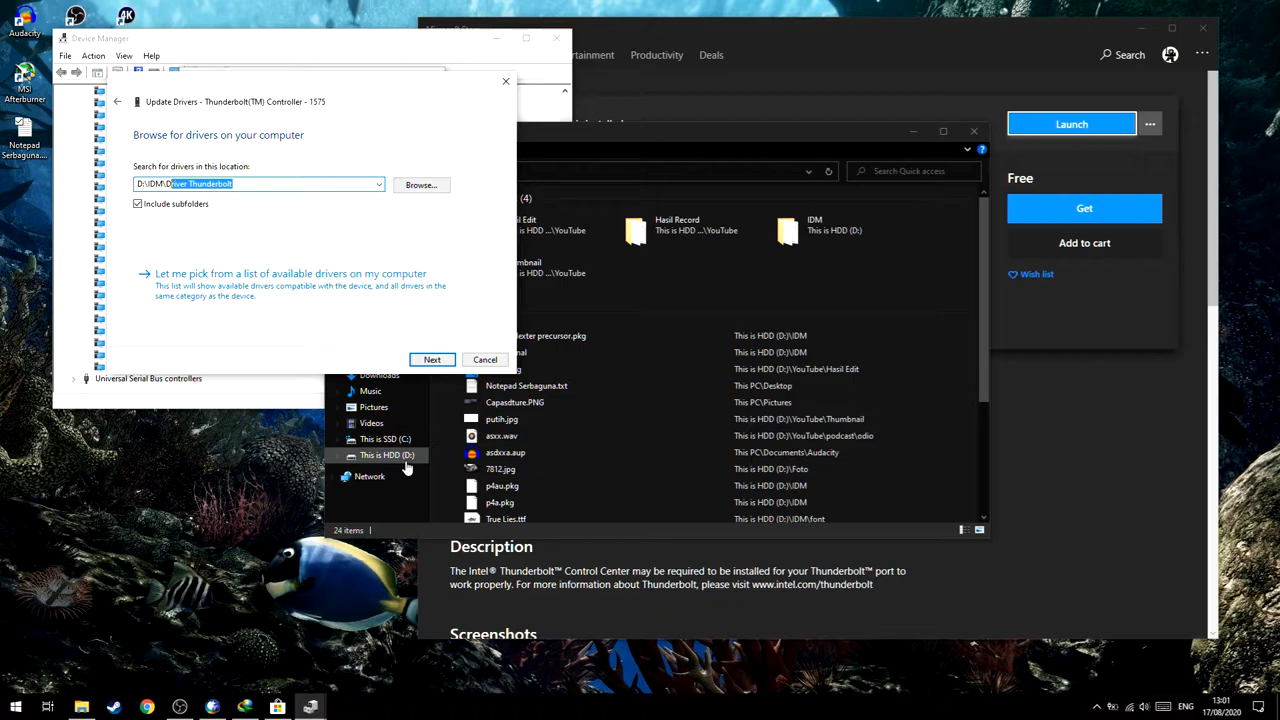 Audacity
MSI
Afterburner
Notepad
Serbaguna....
Device Manager
File Action View Help
Update Drivers - Thunderbolt(TM) Controller - 1575
Browse for drivers on your computer
Search for drivers in this location:
D:\IDM\Driver Thunderbolt
Browse...
Include subfolders
Let me pick from a list of available drivers on my computer
This list will show available drivers compatible with the device, and all drivers in the
same category as the device.
Next
Cancel
Universal Serial Bus controllers
Microsoft Store
Productivity
Deals
Search
Launch
Free
Get
Add to cart
Wish list
Search Quick access
(4)
Edit
This is HDD ...\YouTube
Hasil Record
This is HDD ...\YouTube
IDM
This is HDD (D:)
This is HDD ...\YouTube
lexter precursor.pkg This is HDD (D:)\IDM
This is HDD (D:)\IDM
This is HDD (D:)\YouTube\Hasil Edit
Notepad Serbaguna.txt This PC\Desktop
Capasdture.PNG This PC\Pictures
putih.jpg This is HDD (D:)\YouTube\Thumbnail
asxx.wav This is HDD (D:)\YouTube\podcast\odio
asdxxa.aup This PC\Documents\Audacity
7812.jpg This is HDD (D:)\Foto
p4au.pkg This is HDD (D:)\IDM
p4a.pkg This is HDD (D:)\IDM
True Lies.ttf This is HDD (D:)\IDM\font
Downloads
Music
Pictures
Videos
This is SSD (C:)
This is HDD (D:)
Network
24 items
Description
The Intel® Thunderbolt™ Control Center may be required to be installed for your Thunderbolt™ port to
work properly. For more information about Thunderbolt, please visit www.intel.com/thunderbolt
Screenshots
ENG
13:01
17/08/2020